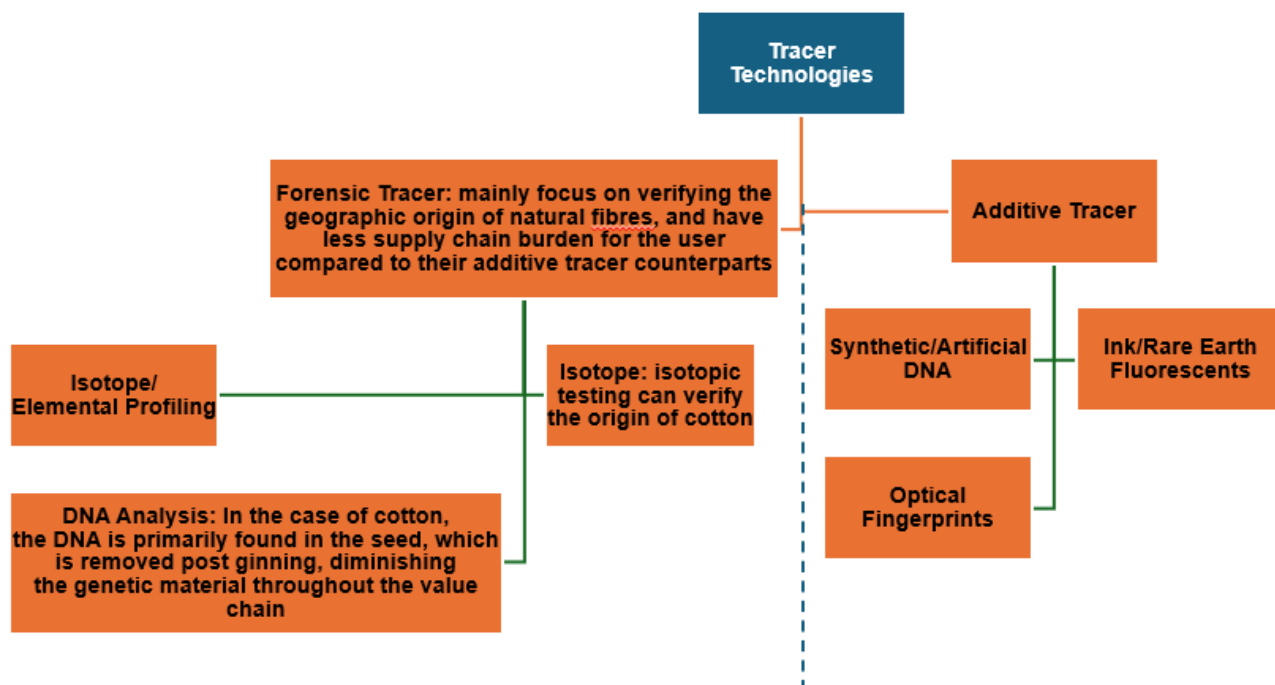 Tracer
Technologies
Forensic Tracer: mainly focus on verifying the
geographic origin of natural fibres, and have
less supply chain burden for the user
compared to their additive tracer counterparts
Additive Tracer
Isotope/
Elemental Profiling
Isotope: isotopic
testing can verify
the origin of cotton
DNA Analysis: In the case of cotton,
the DNA is primarily found in the seed, which
is removed post ginning, diminishing
the genetic material throughout the value
chain
Synthetic/Artificial
DNA
Ink/Rare Earth
Fluorescents
Optical
Fingerprints